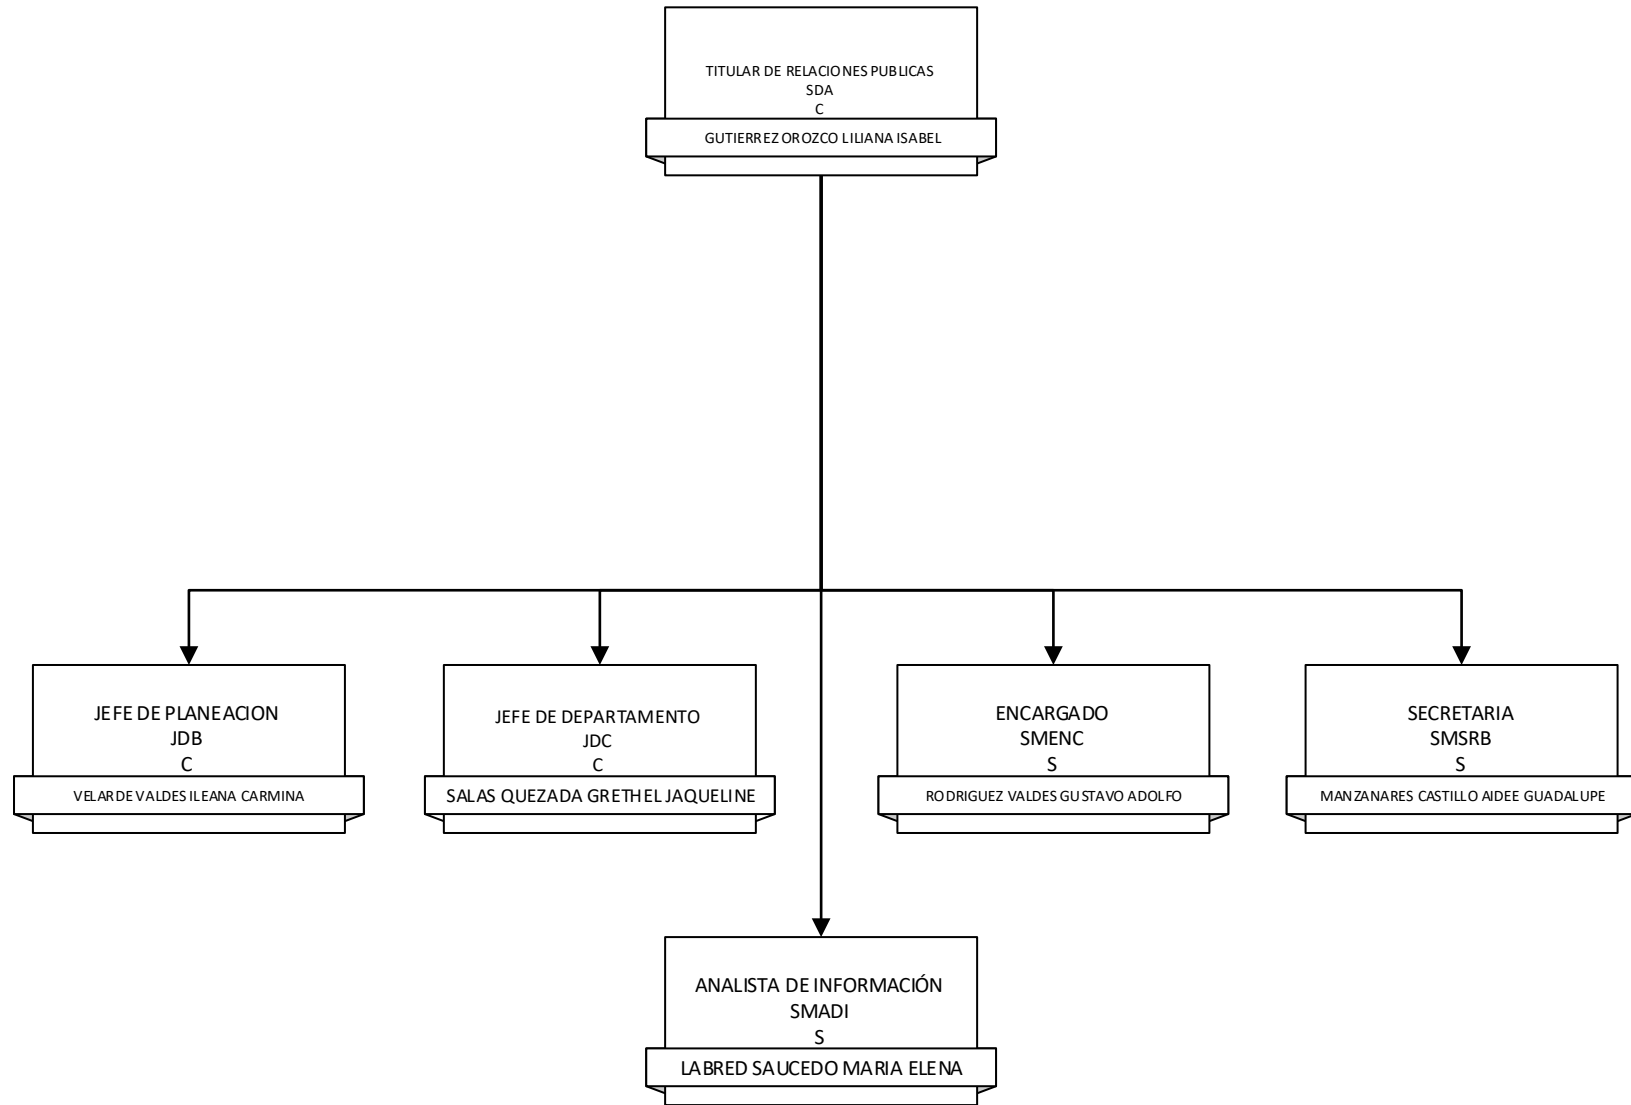 TITULAR DE RELACIONES PUBLICAS
SDA
C
GUTIERREZ OROZCO LILIANA ISABEL
JEFE DE PLANEACION
JDB
C
VELARDE VALDES ILEANA CARMINA
JEFE DE DEPARTAMENTO
JDC
C
SALAS QUEZADA GRETHEL JAQUELINE
ENCARGADO
SMENC
S
RODRIGUEZ VALDES GUSTAVO ADOLFO
SECRETARIA
SMSRB
S
MANZANARES CASTILLO AIDEE GUADALUPE
ANALISTA DE INFORMACIÓN
SMADI
S
LABRED SAUCEDO MARIA ELENA